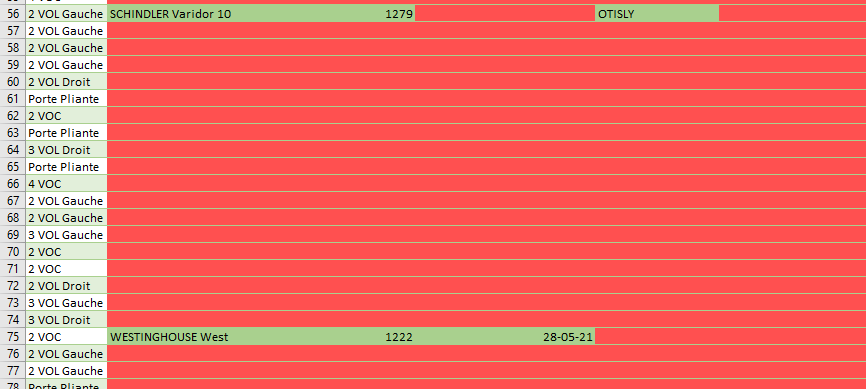 56 2 VOL Gauche SCHINDLER Varidor 10 1279 OTISLY
57 2 VOL Gauche
58 2 VOL Gauche
59 2 VOL Gauche
60 2 VOL Droit
61 Porte Pliante
62 2 VOC
63 Porte Pliante
64 3 VOL Droit
65 Porte Pliante
66 4 VOC
67 2 VOL Gauche
68 2 VOL Gauche
69 3 VOL Gauche
70 2 VOC
71 2 VOC
72 2 VOL Droit
73 3 VOL Gauche
74 3 VOL Droit
75 2 VOC WESTINGHOUSE West 1222 28-05-21
76 2 VOL Gauche
77 2 VOL Gauche
78 Porte Pliante